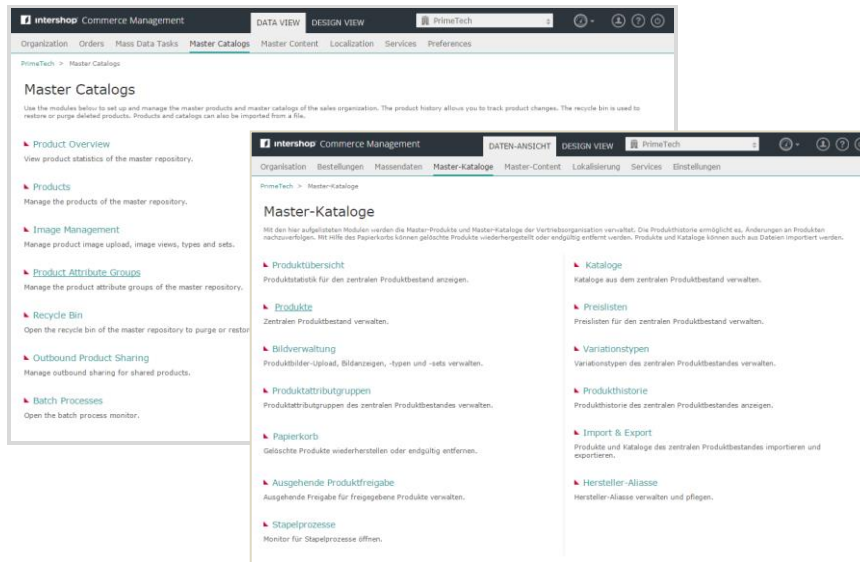 intershop Commerce Management
DATA VIEW
DESIGN VIEW
PrimeTech
Organization
Orders
Mass Data Tasks
Master Catalogs
Master Content
Localization
Services
Preferences
PrimeTech > Master Catalogs
Master Catalogs
Use the modules below to set up and manage the master products and master catalogs of the sales organization. The product history allows you to track product changes. The recycle bin is used to
restore or purge deleted products. Products and catalogs can also be imported from a file.
Product Overview
View product statistics of the master repository.
Products
Manage the products of the master repository.
Image Management
Manage product image upload, image views, types and sets.
Product Attribute Groups
Manage the product attribute groups of the master repository.
Recycle Bin
Open the recycle bin of the master repository to purge or restor
Outbound Product Sharing
Manage outbound sharing for shared products.
Batch Processes
Open the batch process monitor.
intershop Commerce Management
DATEN-ANSICHT
DESIGN VIEW
PrimeTech
Organisation
Bestellungen
Massendaten
Master-Kataloge
Master-Content
Lokalisierung
Services
Einstellungen
PrimeTech > Master-Kataloge
Master-Kataloge
Mit den hier aufgelisteten Modulen werden die Master-Produkte und Master-Kataloge der Vertriebsorganisation verwaltet. Die Produkthistorie ermöglicht es, Änderungen an Produkten
nachzuverfolgen. Mit Hilfe des Papierkorbs können gelöschte Produkte wiederhergestellt oder endgültig entfernt werden. Produkte und Kataloge können auch aus Dateien importiert werden.
Produktübersicht
Produktstatistik für den zentralen Produktbestand anzeigen.
Produkte
Zentralen Produktbestand verwalten.
Bildverwaltung
Produktbilder-Upload, Bildanzeigen, -typen und -sets verwalten.
Produktattributgruppen
Produktattributgruppen des zentralen Produktbestandes verwalten.
Papierkorb
Gelöschte Produkte wiederherstellen oder endgültig entfernen.
Ausgehende Produktfreigabe
Ausgehende Freigabe für freigegebene Produkte verwalten.
Stapelprozesse
Monitor für Stapelprozesse öffnen.
Kataloge
Kataloge aus dem zentralen Produktbestand verwalten.
Preislisten
Preislisten für den zentralen Produktbestand verwalten.
Variationstypen
Variationstypen des zentralen Produktbestandes verwalten.
Produkthistorie
Produkthistorie des zentralen Produktbestandes anzeigen.
Import & Export
Produkte und Kataloge des zentralen Produktbestandes importieren und
exportieren.
Hersteller-Aliasse
Hersteller-Aliasse verwalten und pflegen.